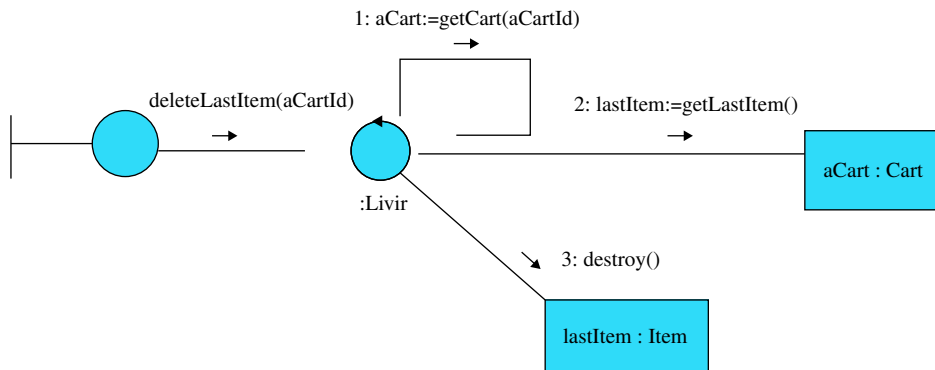 1: aCart:=getCart(aCartId)
deleteLastItem(aCartId)
2: lastItem:=getLastItem()
aCart : Cart
:Livir
3: destroy()
lastItem : Item